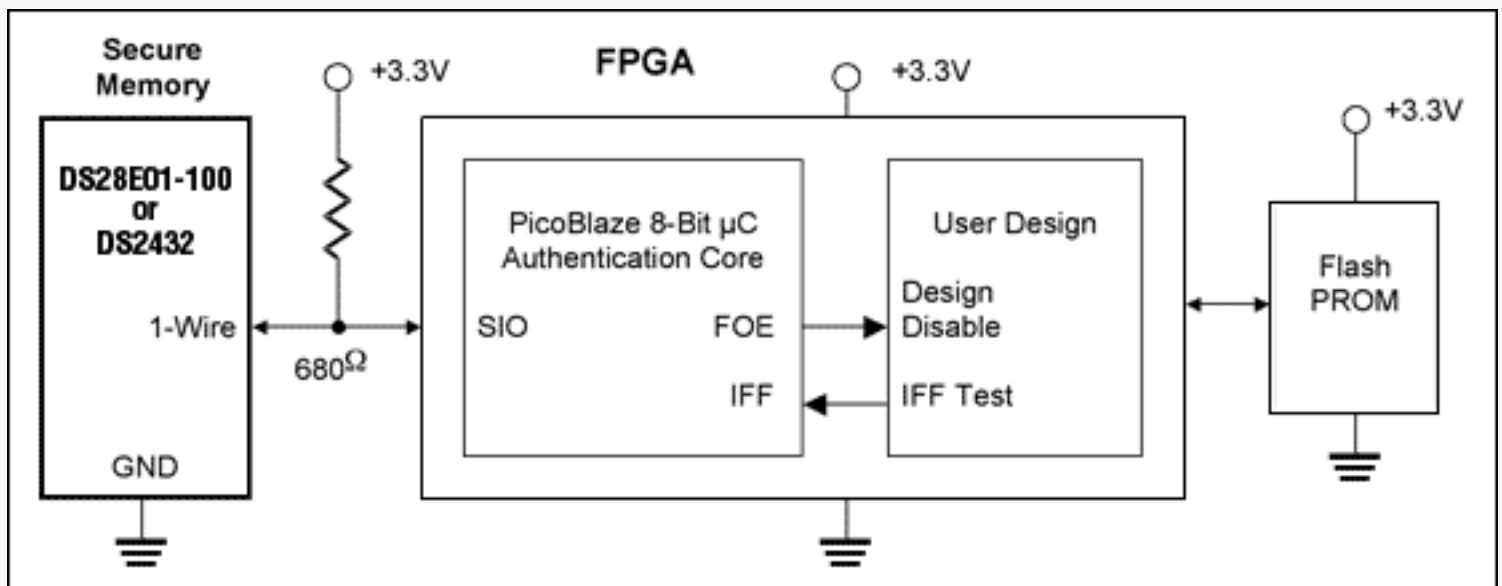 Secure
Memory
+3.3V
FPGA
+3.3V
+3.3V
DS28E01-100
or
DS2432
1-Wire
GND
680Ω
PicoBlaze 8-Bit µC
Authentication Core
SIO
FOE
IFF
User Design
Design
Disable
IFF Test
Flash
PROM